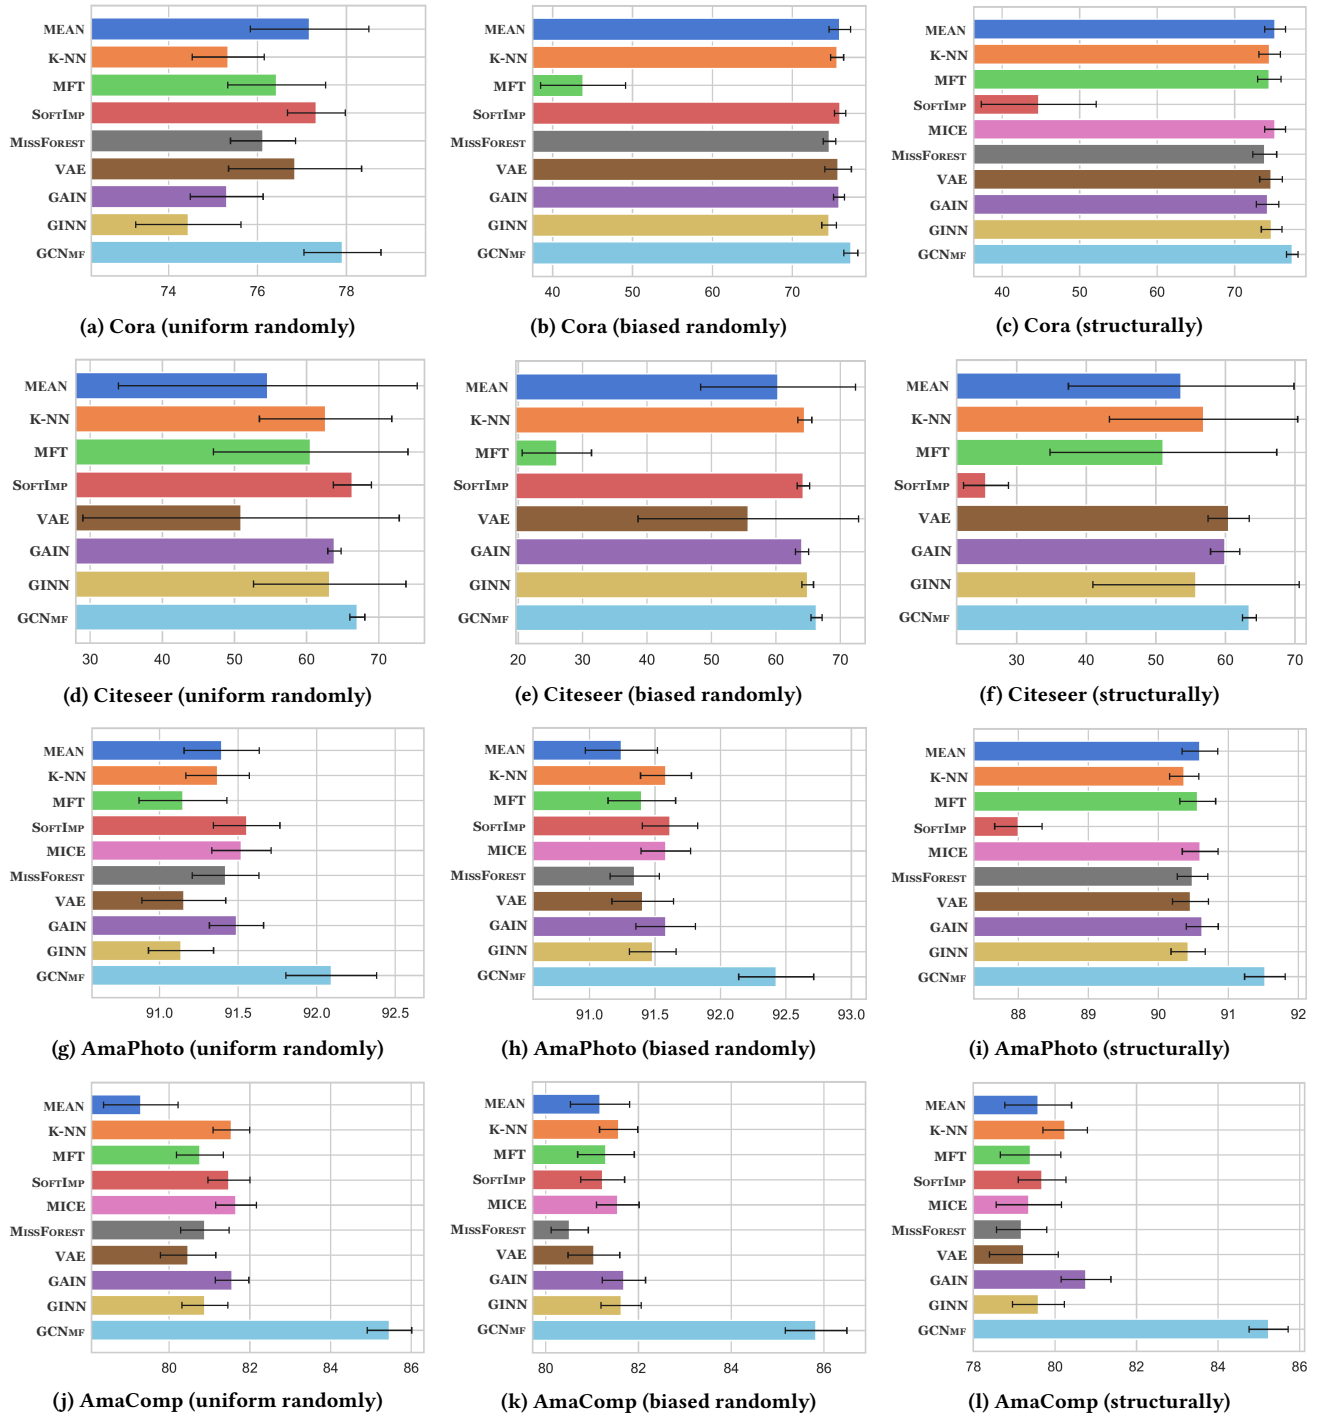 MEAN
K-NN
MFT
SOFTIMP
MISSFOREST
VAE
GAIN
GINN
GCNMF
74 76 78
(a) Cora (uniform randomly)
MEAN
K-NN
MFT
SOFTIMP
MISSFOREST
VAE
GAIN
GINN
GCNMF
40 50 60 70
(b) Cora (biased randomly)
MEAN
K-NN
MFT
SOFTIMP
MICE
MISSFOREST
VAE
GAIN
GINN
GCNMF
40 50 60 70
(c) Cora (structurally)
MEAN
K-NN
MFT
SOFTIMP
VAE
GAIN
GINN
GCNMF
30 40 50 60 70
(d) Citeseer (uniform randomly)
MEAN
K-NN
MFT
SOFTIMP
VAE
GAIN
GINN
GCNMF
20 30 40 50 60 70
(e) Citeseer (biased randomly)
MEAN
K-NN
MFT
SOFTIMP
VAE
GAIN
GINN
GCNMF
30 40 50 60 70
(f) Citeseer (structurally)
MEAN
K-NN
MFT
SOFTIMP
MICE
MISSFOREST
VAE
GAIN
GINN
GCNMF
91.0 91.5 92.0 92.5
(g) AmaPhoto (uniform randomly)
MEAN
K-NN
MFT
SOFTIMP
MICE
MISSFOREST
VAE
GAIN
GINN
GCNMF
91.0 91.5 92.0 92.5 93.0
(h) AmaPhoto (biased randomly)
MEAN
K-NN
MFT
SOFTIMP
MICE
MISSFOREST
VAE
GAIN
GINN
GCNMF
88 89 90 91 92
(i) AmaPhoto (structurally)
MEAN
K-NN
MFT
SOFTIMP
MICE
MISSFOREST
VAE
GAIN
GINN
GCNMF
80 82 84 86
(j) AmaComp (uniform randomly)
MEAN
K-NN
MFT
SOFTIMP
MICE
MISSFOREST
VAE
GAIN
GINN
GCNMF
80 82 84 86
(k) AmaComp (biased randomly)
MEAN
K-NN
MFT
SOFTIMP
MICE
MISSFOREST
VAE
GAIN
GINN
GCNMF
78 80 82 84 86
(l) AmaComp (structurally)